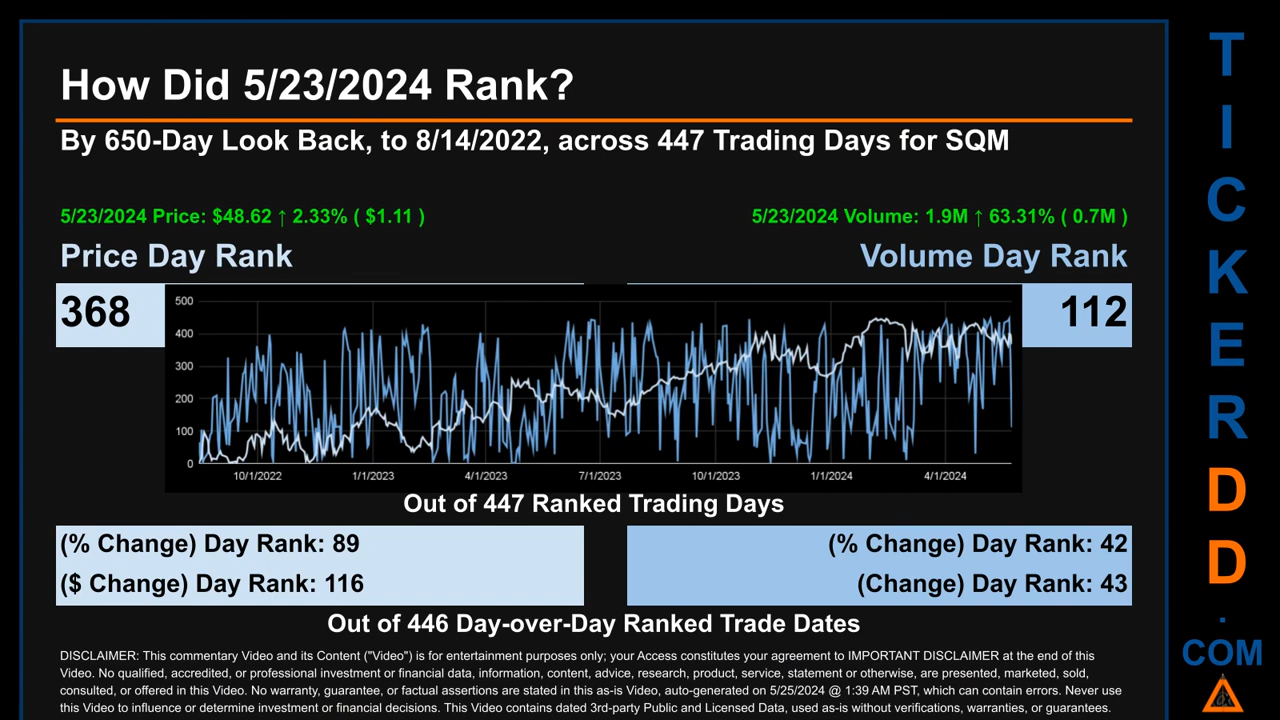 How Did 5/23/2024 Rank?
By 650-Day Look Back, to 8/14/2022, across 447 Trading Days for SQM
5/23/2024 Price: $48.62 ↑ 2.33% ( $1.11 )
5/23/2024 Volume: 1.9M ↑ 63.31% ( 0.7M )
Price Day Rank
Volume Day Rank
368
112
500
400
300
200
100
0
10/1/2022
1/1/2023
4/1/2023
7/1/2023
10/1/2023
1/1/2024
4/1/2024
Out of 447 Ranked Trading Days
(% Change) Day Rank: 89
($ Change) Day Rank: 116
(% Change) Day Rank: 42
(Change) Day Rank: 43
Out of 446 Day-over-Day Ranked Trade Dates
DISCLAIMER: This commentary Video and its Content ("Video") is for entertainment purposes only; your Access constitutes your agreement to IMPORTANT DISCLAIMER at the end of this
Video. No qualified, accredited, or professional investment or financial data, information, content, advice, research, product, service, statement or otherwise, are presented, marketed, sold,
consulted, or offered in this Video. No warranty, guarantee, or factual assertions are stated in this as-is Video, auto-generated on 5/25/2024 @ 1:39 AM PST, which can contain errors. Never use
this Video to influence or determine investment or financial decisions. This Video contains dated 3rd-party Public and Licensed Data, used as-is without verifications, warranties, or guarantees.
T
I
C
K
E
R
D
D
.
COM